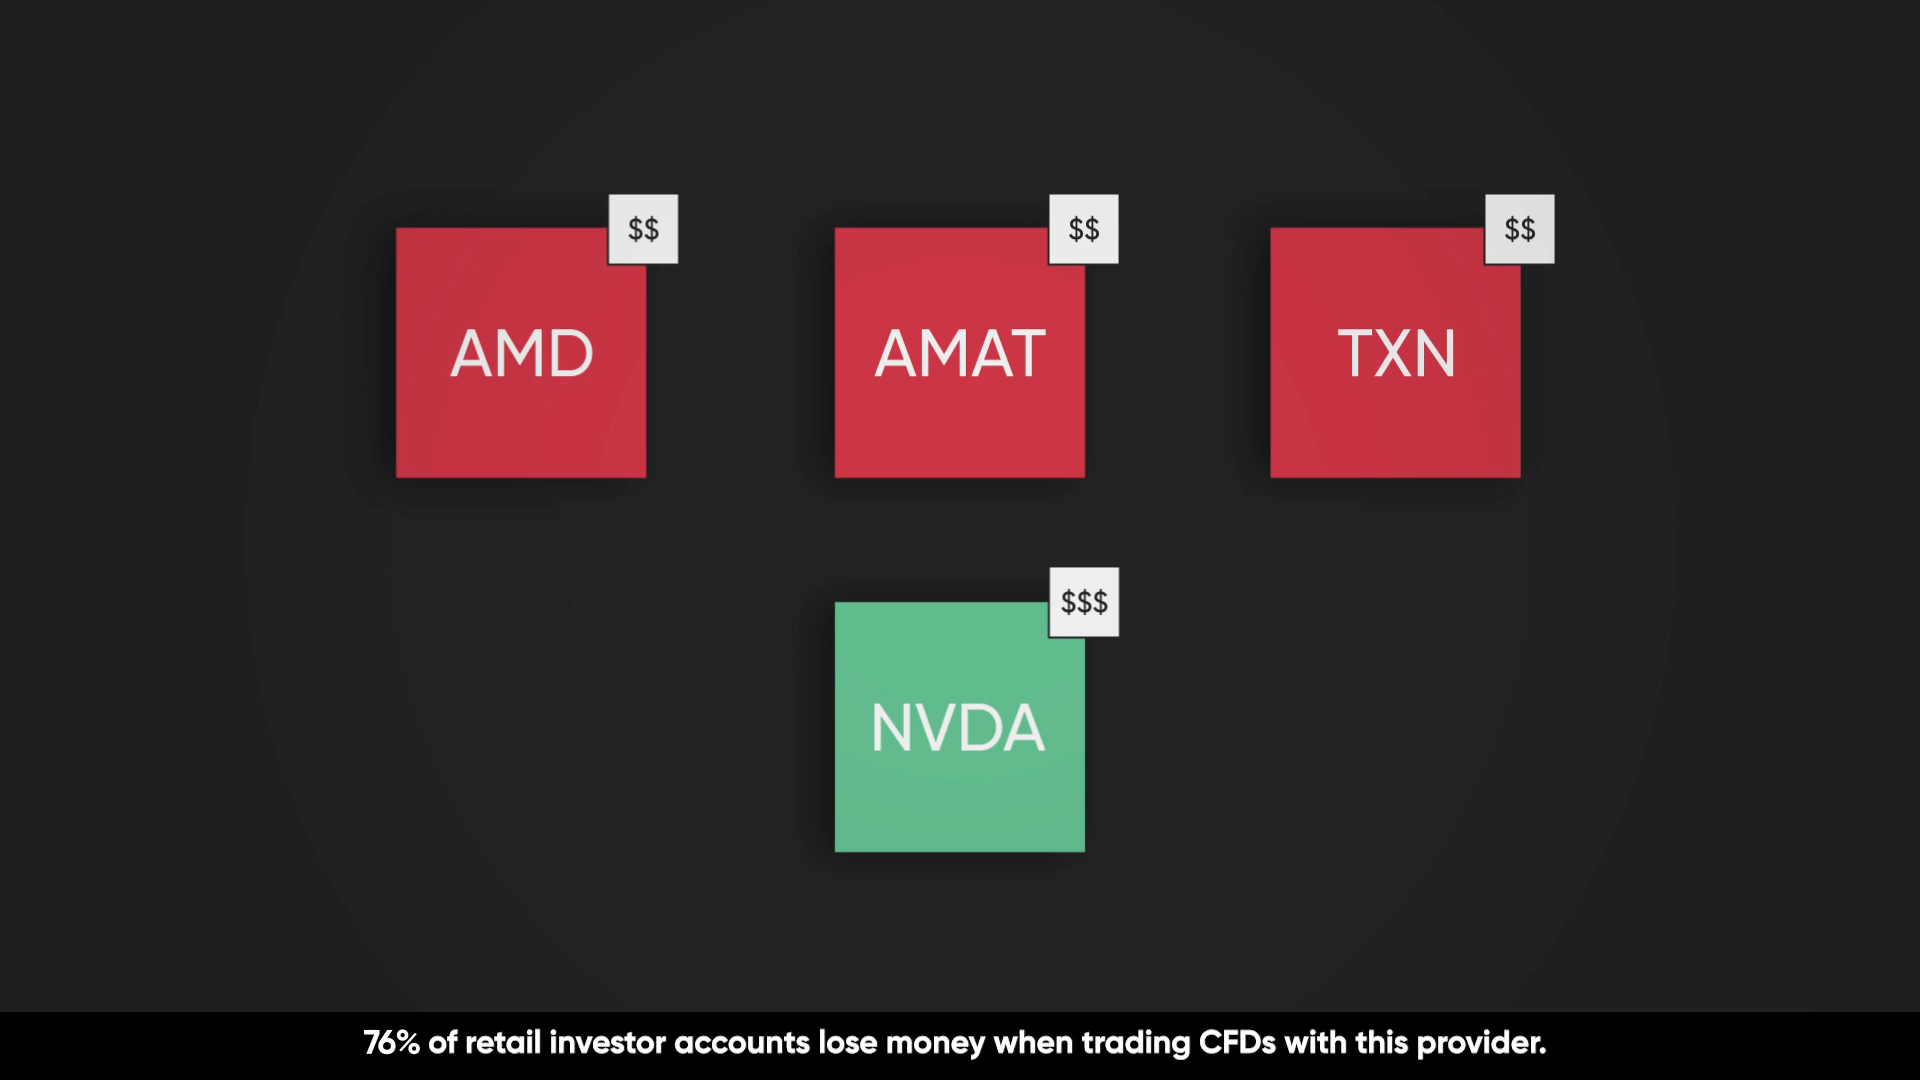 $$ $$ $$
AMD AMAT TXN
$$$
NVDA
76% of retail investor accounts lose money when trading CFDs with this provider.